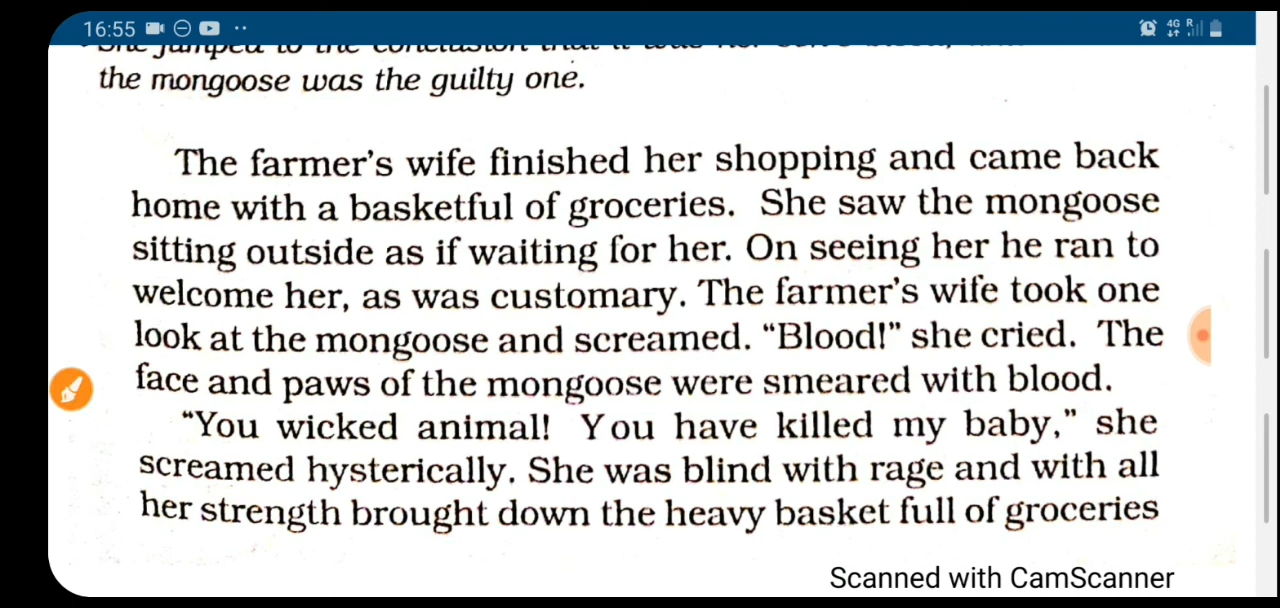 16:55
4G R
the mongoose was the guilty one.
The farmer's wife finished her shopping and came back
home with a basketful of groceries. She saw the mongoose
sitting outside as if waiting for her. On seeing her he ran to
welcome her, as was customary. The farmer's wife took one
look at the mongoose and screamed. “Blood!” she cried. The
face and paws of the mongoose were smeared with blood.
“You wicked animal! You have killed my baby,” she
screamed hysterically. She was blind with rage and with all
her strength brought down the heavy basket full of groceries
Scanned with CamScanner